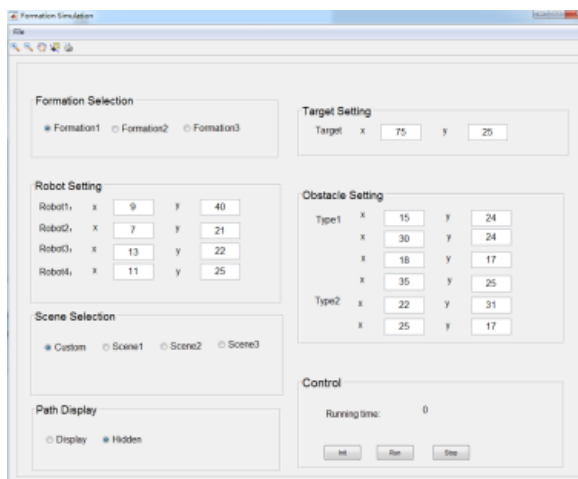 Formation Simulation
File
Formation Selection
Formation1 Formation2 Formation3
Target Setting
Target x 75 y 25
Robot Setting
Robot1: x 9 y 40
Robot2: x 7 y 21
Robot3: x 13 y 22
Robot4: x 11 y 25
Obstacle Setting
Type1 x 15 y 24
x 30 y 24
x 18 y 17
x 35 y 25
Type2 x 22 y 31
x 25 y 17
Scene Selection
Custom Scene1 Scene2 Scene3
Control
Running time: 0
Init Run Stop
Path Display
Display Hidden